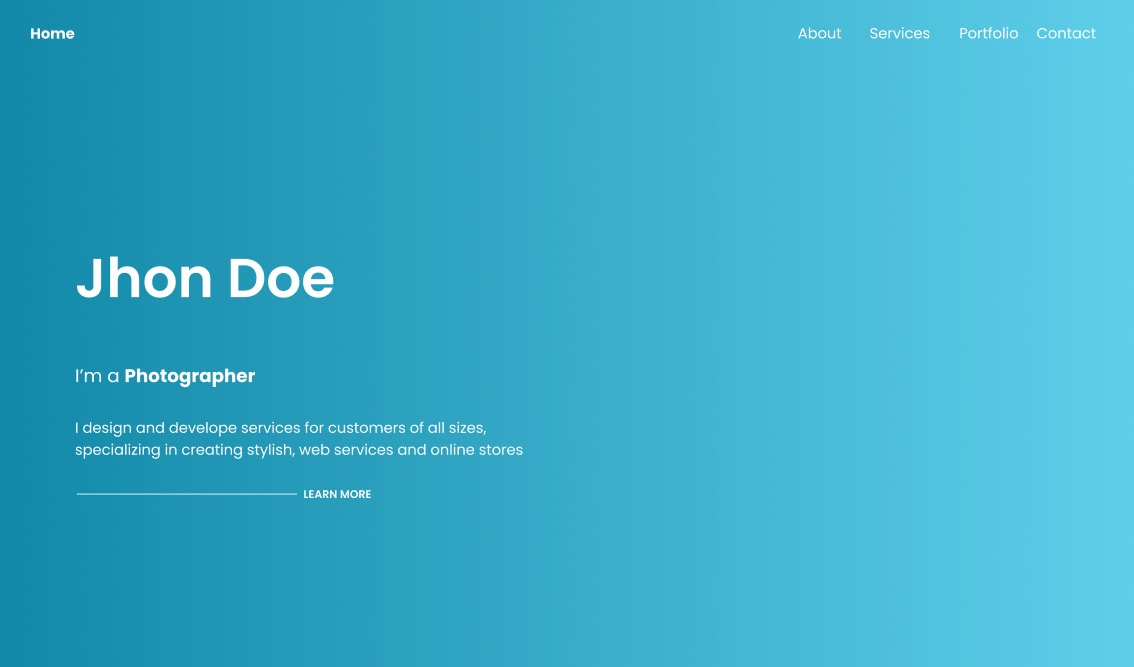 Home About Services Portfolio Contact
Jhon Doe
I’m a Photographer
I design and develope services for customers of all sizes,
specializing in creating stylish, web services and online stores
LEARN MORE